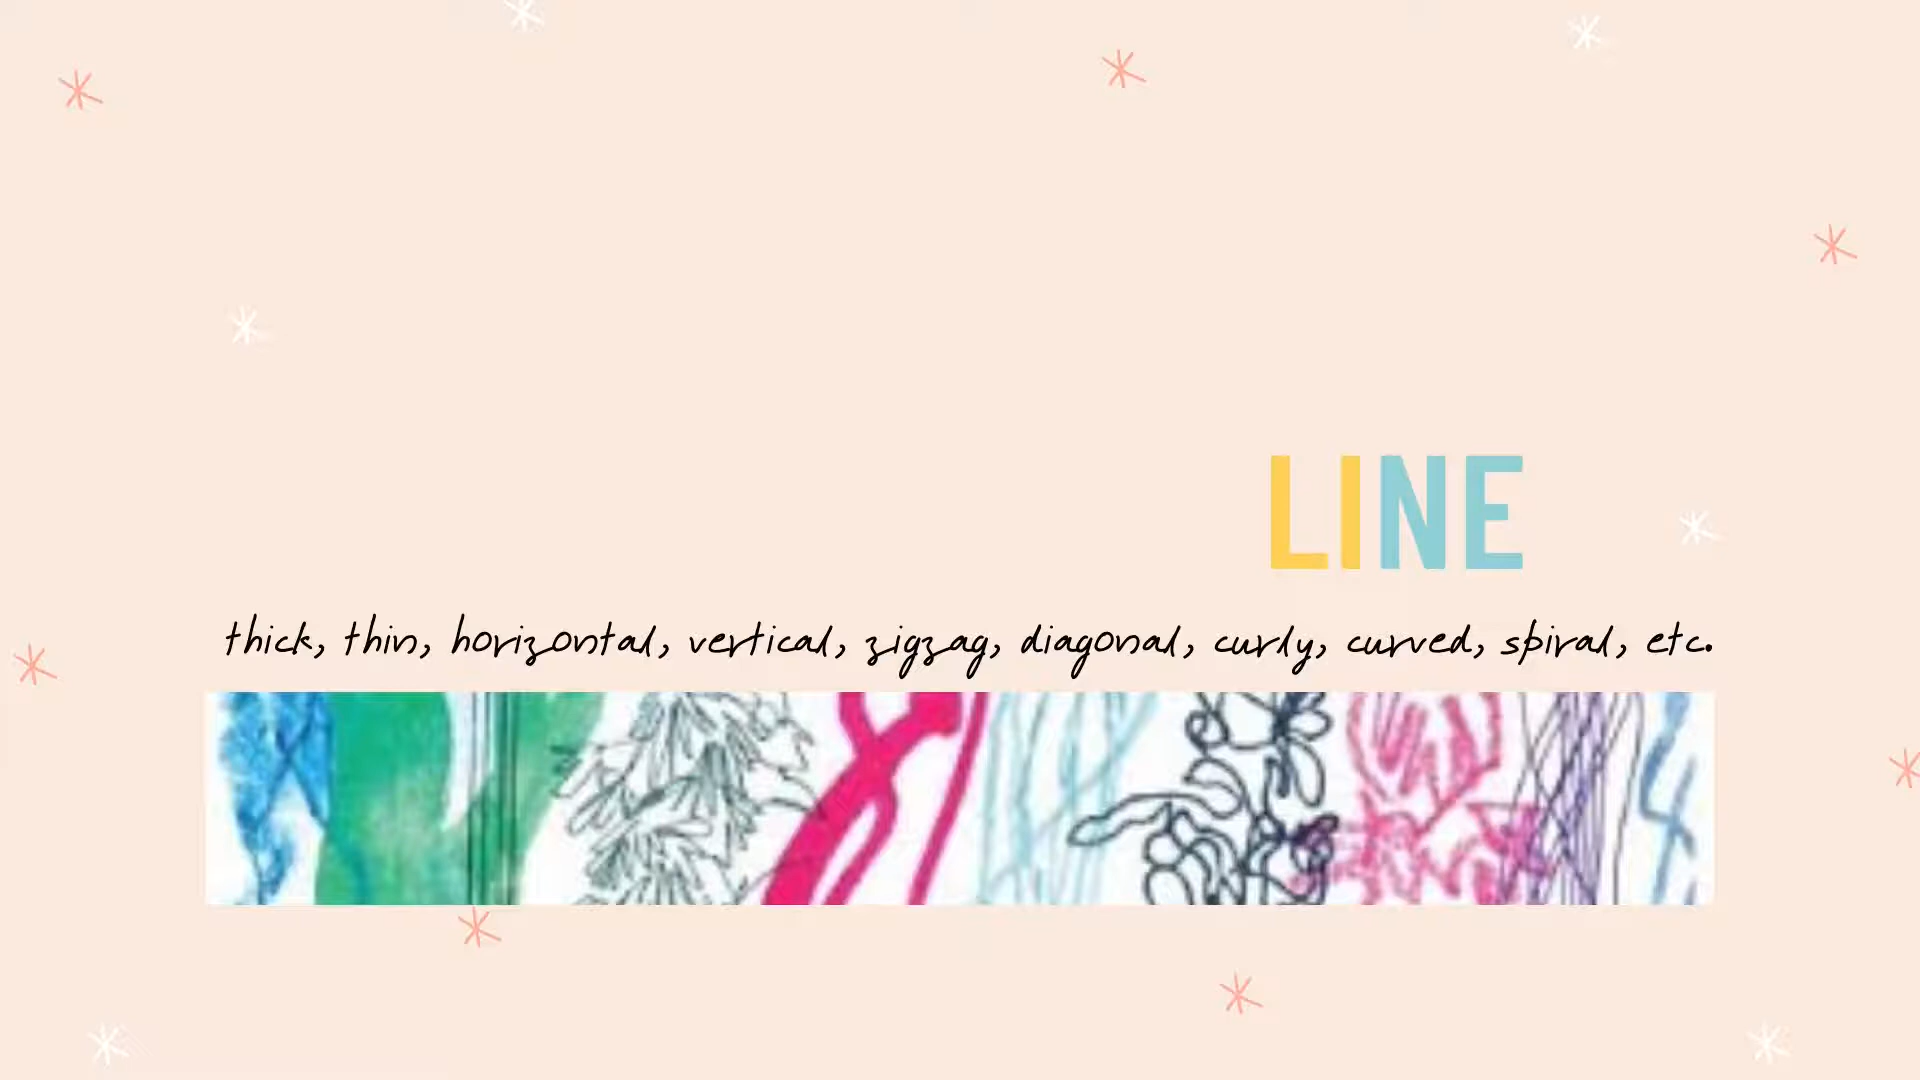 LINE
thick, thin, horizontal, vertical, zigzag, diagonal, curly, curved, spiral, etc.